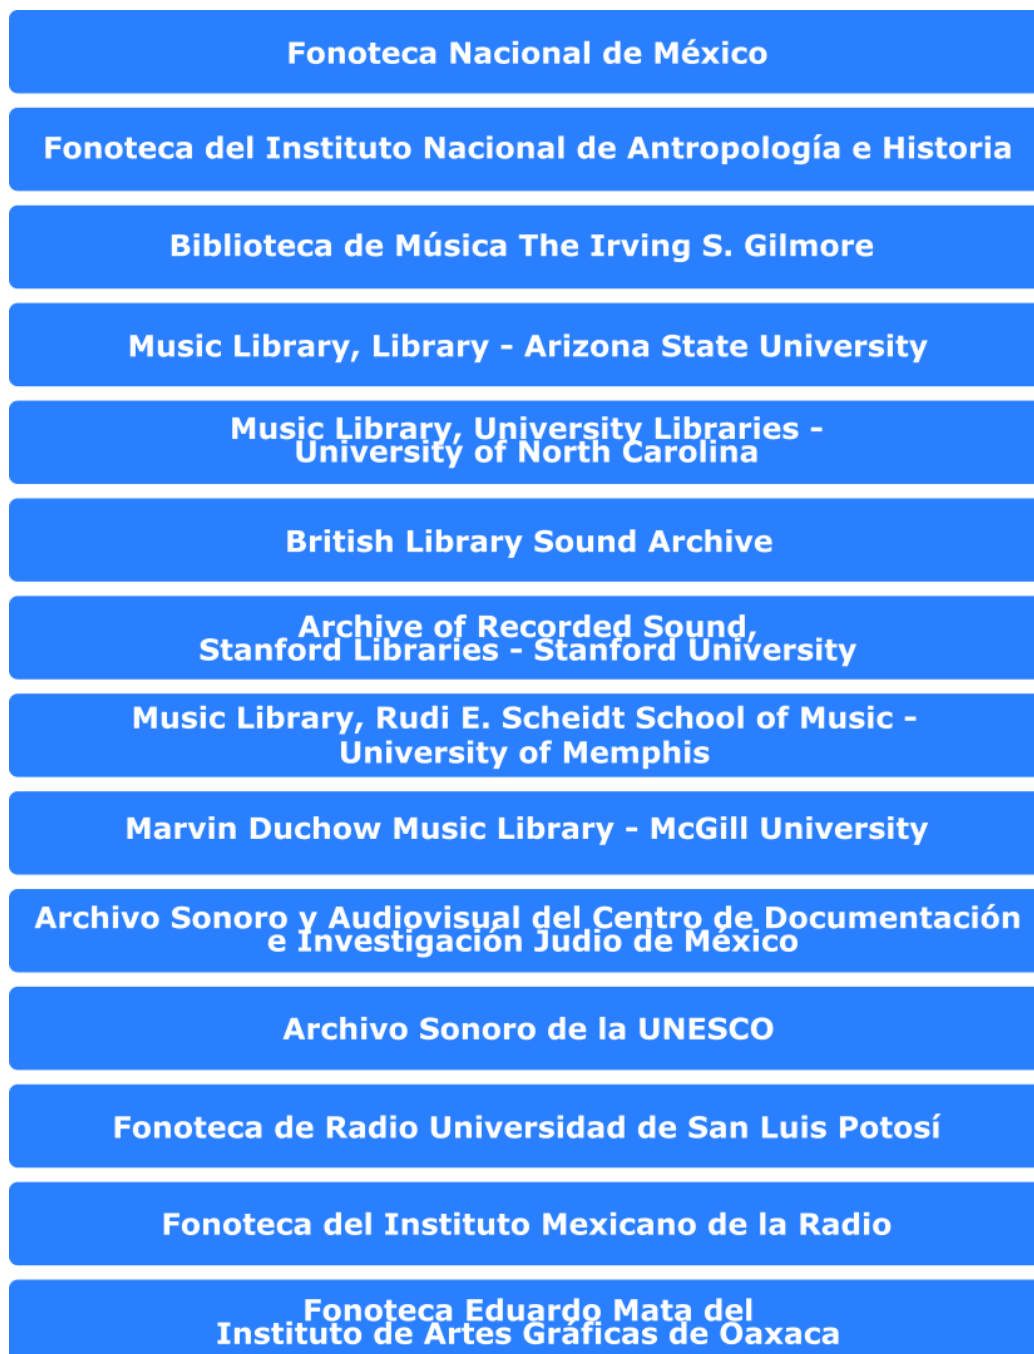 Fonoteca Nacional de México
Fonoteca del Instituto Nacional de Antropología e Historia
Biblioteca de Música The Irving S. Gilmore
Music Library, Library - Arizona State University
Music Library, University Libraries -
University of North Carolina
British Library Sound Archive
Archive of Recorded Sound,
Stanford Libraries - Stanford University
Music Library, Rudi E. Scheidt School of Music -
University of Memphis
Marvin Duchow Music Library - McGill University
Archivo Sonoro y Audiovisual del Centro de Documentación
e Investigación Judio de México
Archivo Sonoro de la UNESCO
Fonoteca de Radio Universidad de San Luis Potosí
Fonoteca del Instituto Mexicano de la Radio
Fonoteca Eduardo Mata del
Instituto de Artes Gráficas de Oaxaca